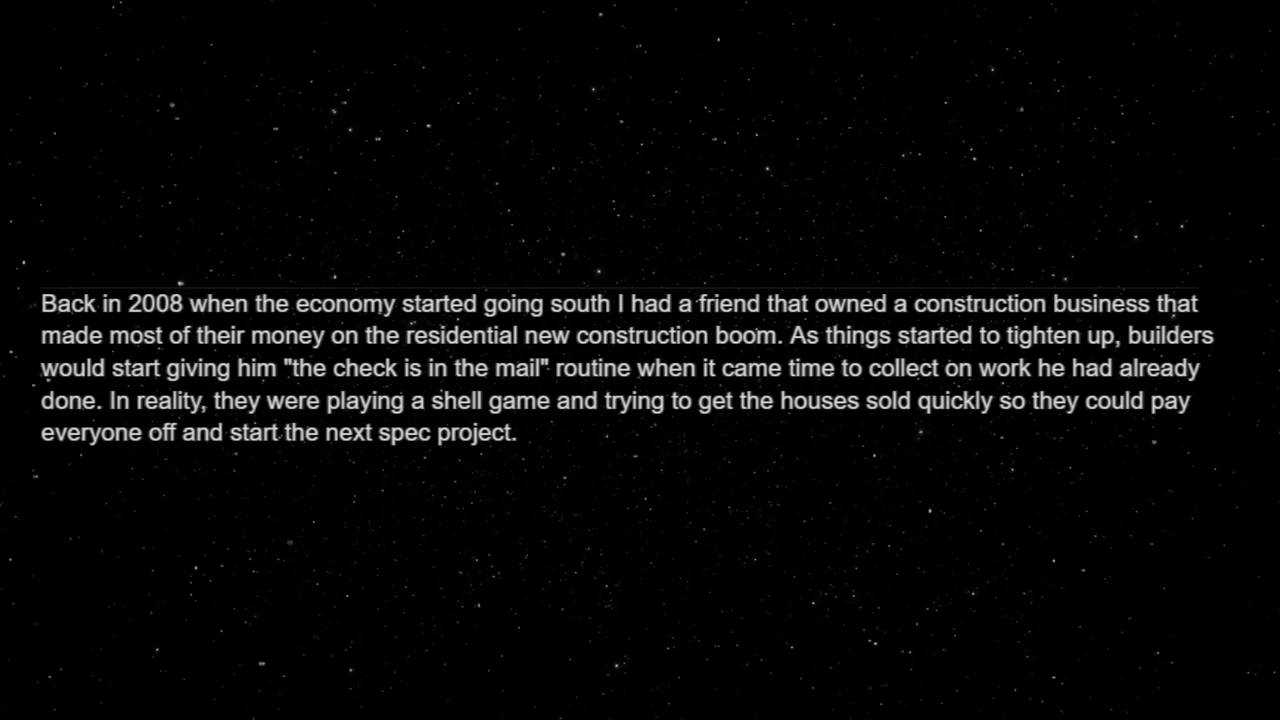 Back in 2008 when the economy started going south I had a friend that owned a construction business that
made most of their money on the residential new construction boom. As things started to tighten up, builders
would start giving him "the check is in the mail" routine when it came time to collect on work he had already
done. In reality, they were playing a shell game and trying to get the houses sold quickly so they could pay
everyone off and start the next spec project.